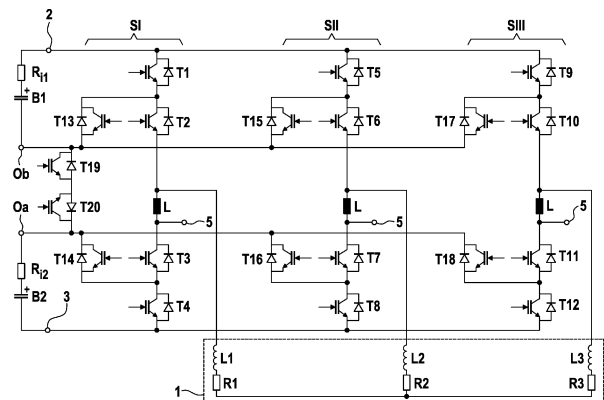 SI SII SIII
2
T1 T5 T9
Ri1
B1
+
T13 T2 T15 T6 T17 T10
Ob
T19
Oa
T20
L 5 L 5 L 5
T14 T3 T16 T7 T18 T11
Ri2
+
B2 3 T4 T8 T12
L1 L2 L3
1 R1 R2 R3